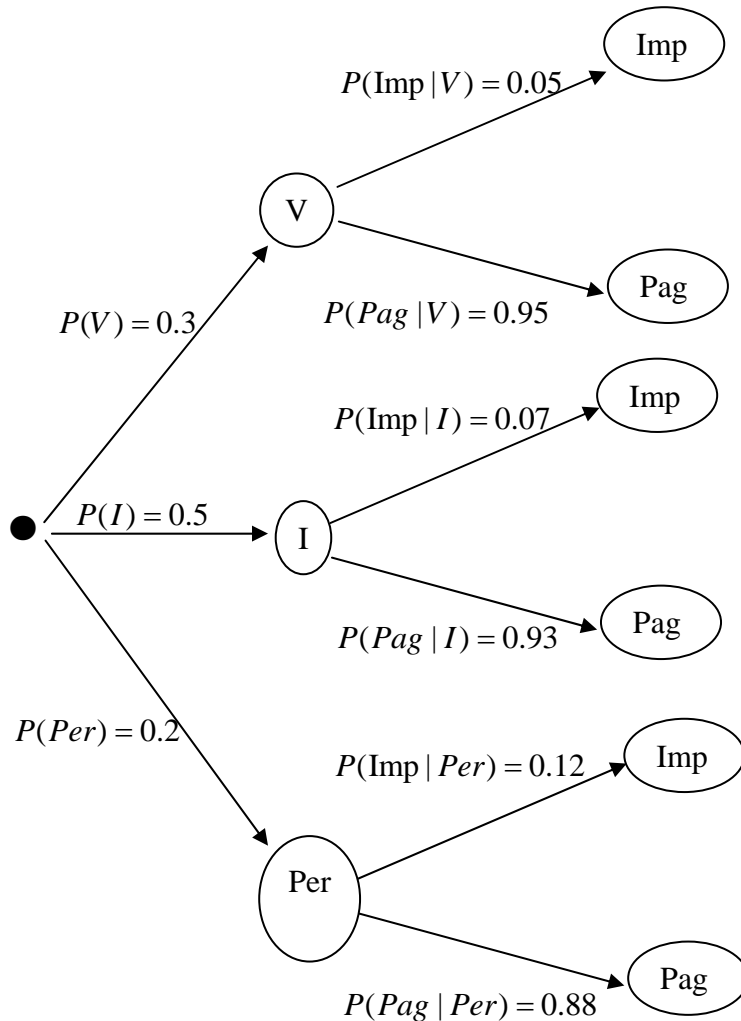 Imp
P(Imp | V) = 0.05
V
Pag
P(V) = 0.3
P(Pag | V) = 0.95
Imp
P(Imp | I) = 0.07
P(I) = 0.5
I
Pag
P(Pag | I) = 0.93
P(Per) = 0.2
Imp
P(Imp | Per) = 0.12
Per
Pag
P(Pag | Per) = 0.88